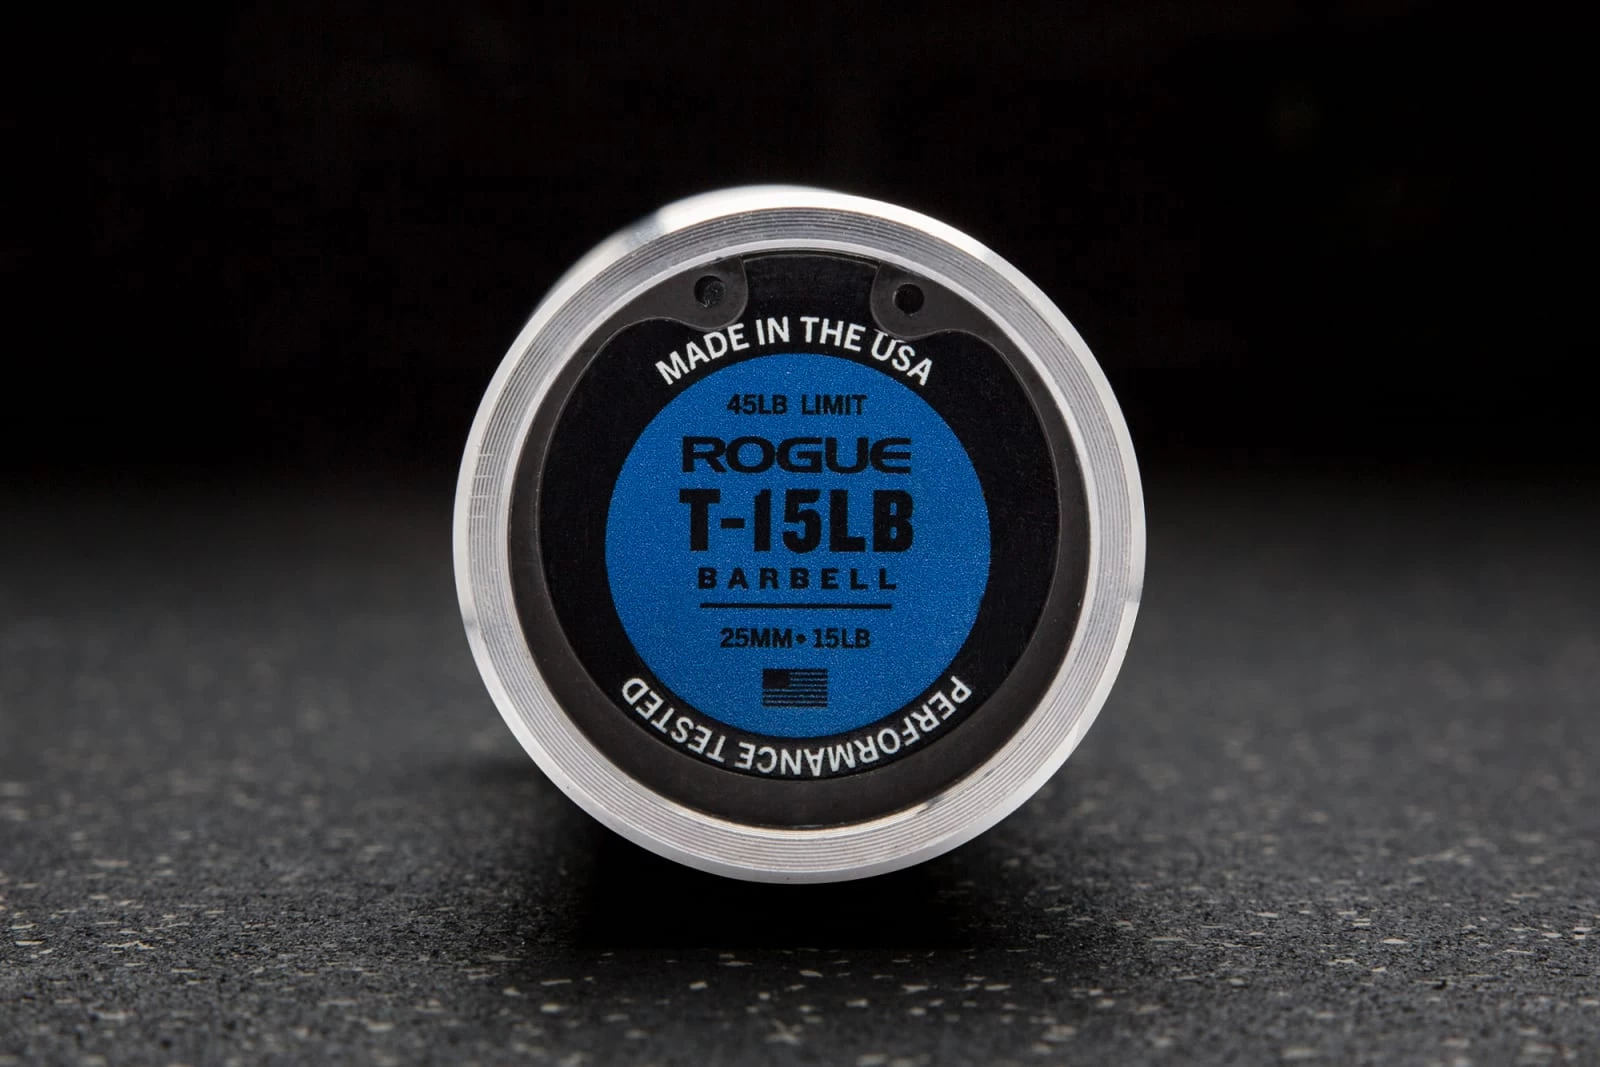 MADE IN THE USA
45LB LIMIT
ROGUE
T-15LB
BARBELL
25MM • 15LB
PERFORMANCE TESTED